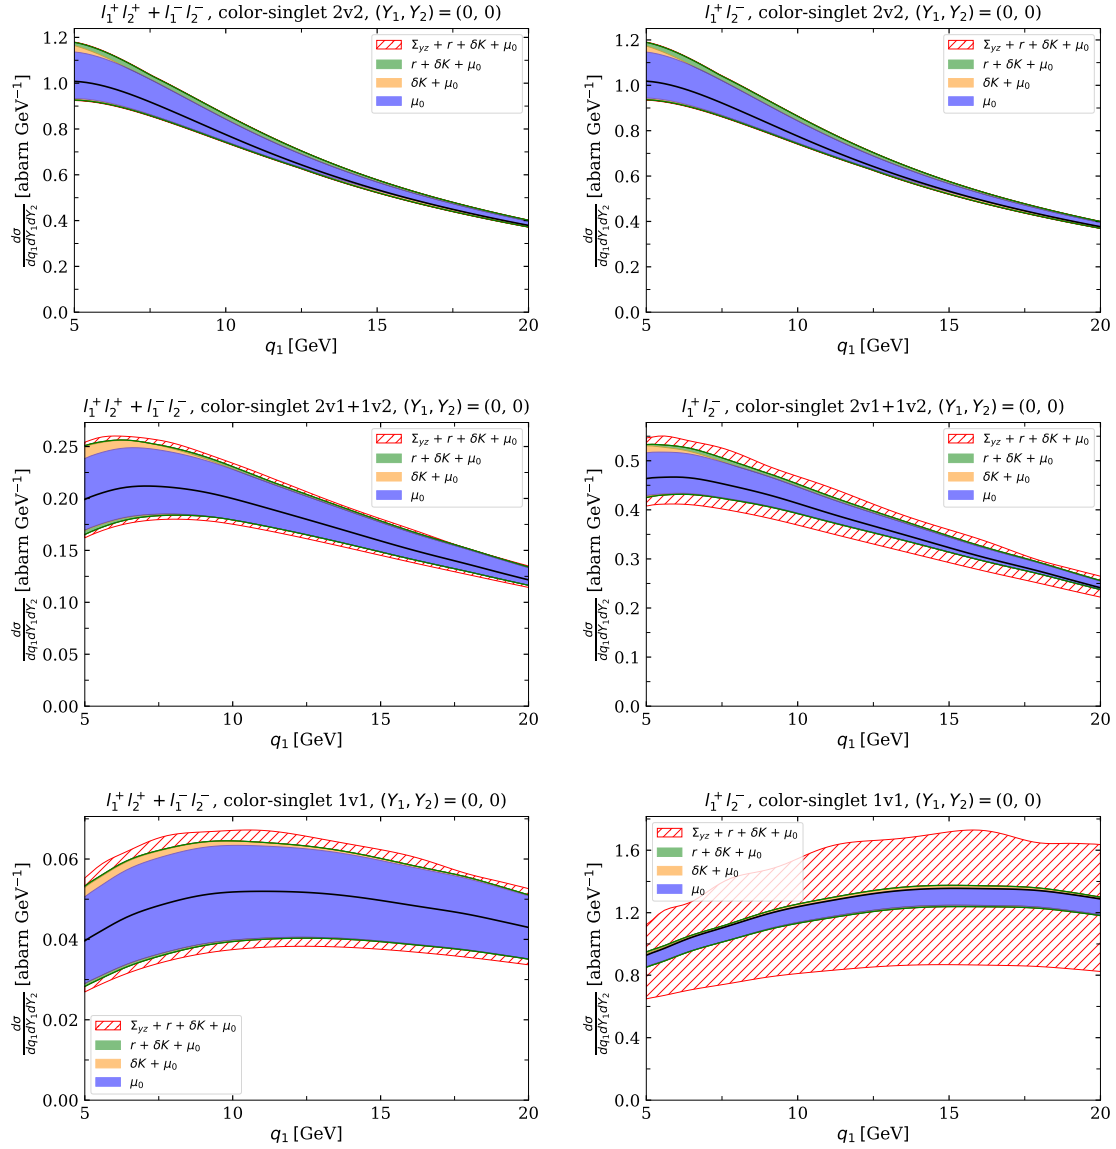 l₁⁺l₂⁺ + l₁⁻l₂⁻, color-singlet 2v2, (Y₁, Y₂) = (0, 0)
dσ/dq₁dY₁dY₂ [abarn GeV⁻¹]
1.2
1.0
0.8
0.6
0.4
0.2
0.0
Σyz + r + δK + μ₀
r + δK + μ₀
δK + μ₀
μ₀
5 10 15 20
q₁ [GeV]
l₁⁺l₂⁻, color-singlet 2v2, (Y₁, Y₂) = (0, 0)
dσ/dq₁dY₁dY₂ [abarn GeV⁻¹]
1.2
1.0
0.8
0.6
0.4
0.2
0.0
Σyz + r + δK + μ₀
r + δK + μ₀
δK + μ₀
μ₀
5 10 15 20
q₁ [GeV]
l₁⁺l₂⁺ + l₁⁻l₂⁻, color-singlet 2v1+1v2, (Y₁, Y₂) = (0, 0)
dσ/dq₁dY₁dY₂ [abarn GeV⁻¹]
0.25
0.20
0.15
0.10
0.05
0.00
Σyz + r + δK + μ₀
r + δK + μ₀
δK + μ₀
μ₀
5 10 15 20
q₁ [GeV]
l₁⁺l₂⁻, color-singlet 2v1+1v2, (Y₁, Y₂) = (0, 0)
dσ/dq₁dY₁dY₂ [abarn GeV⁻¹]
0.5
0.4
0.3
0.2
0.1
0.0
Σyz + r + δK + μ₀
r + δK + μ₀
δK + μ₀
μ₀
5 10 15 20
q₁ [GeV]
l₁⁺l₂⁺ + l₁⁻l₂⁻, color-singlet 1v1, (Y₁, Y₂) = (0, 0)
dσ/dq₁dY₁dY₂ [abarn GeV⁻¹]
0.06
0.04
0.02
0.00
Σyz + r + δK + μ₀
r + δK + μ₀
δK + μ₀
μ₀
5 10 15 20
q₁ [GeV]
l₁⁺l₂⁻, color-singlet 1v1, (Y₁, Y₂) = (0, 0)
dσ/dq₁dY₁dY₂ [abarn GeV⁻¹]
1.6
1.2
0.8
0.4
0.0
Σyz + r + δK + μ₀
r + δK + μ₀
δK + μ₀
μ₀
5 10 15 20
q₁ [GeV]